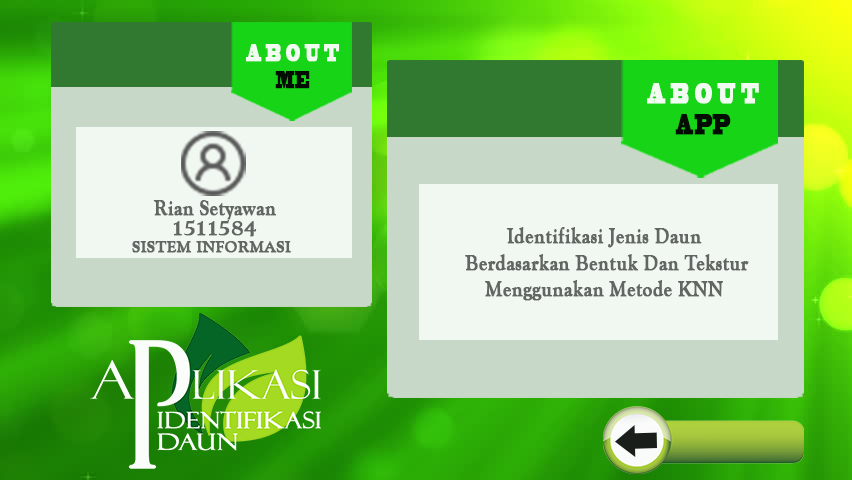 ABOUT
ME
Rian Setyawan
1511584
SISTEM INFORMASI
ABOUT
APP
Identifikasi Jenis Daun
Berdasarkan Bentuk Dan Tekstur
Menggunakan Metode KNN
APLIKASI
IDENTIFIKASI
DAUN